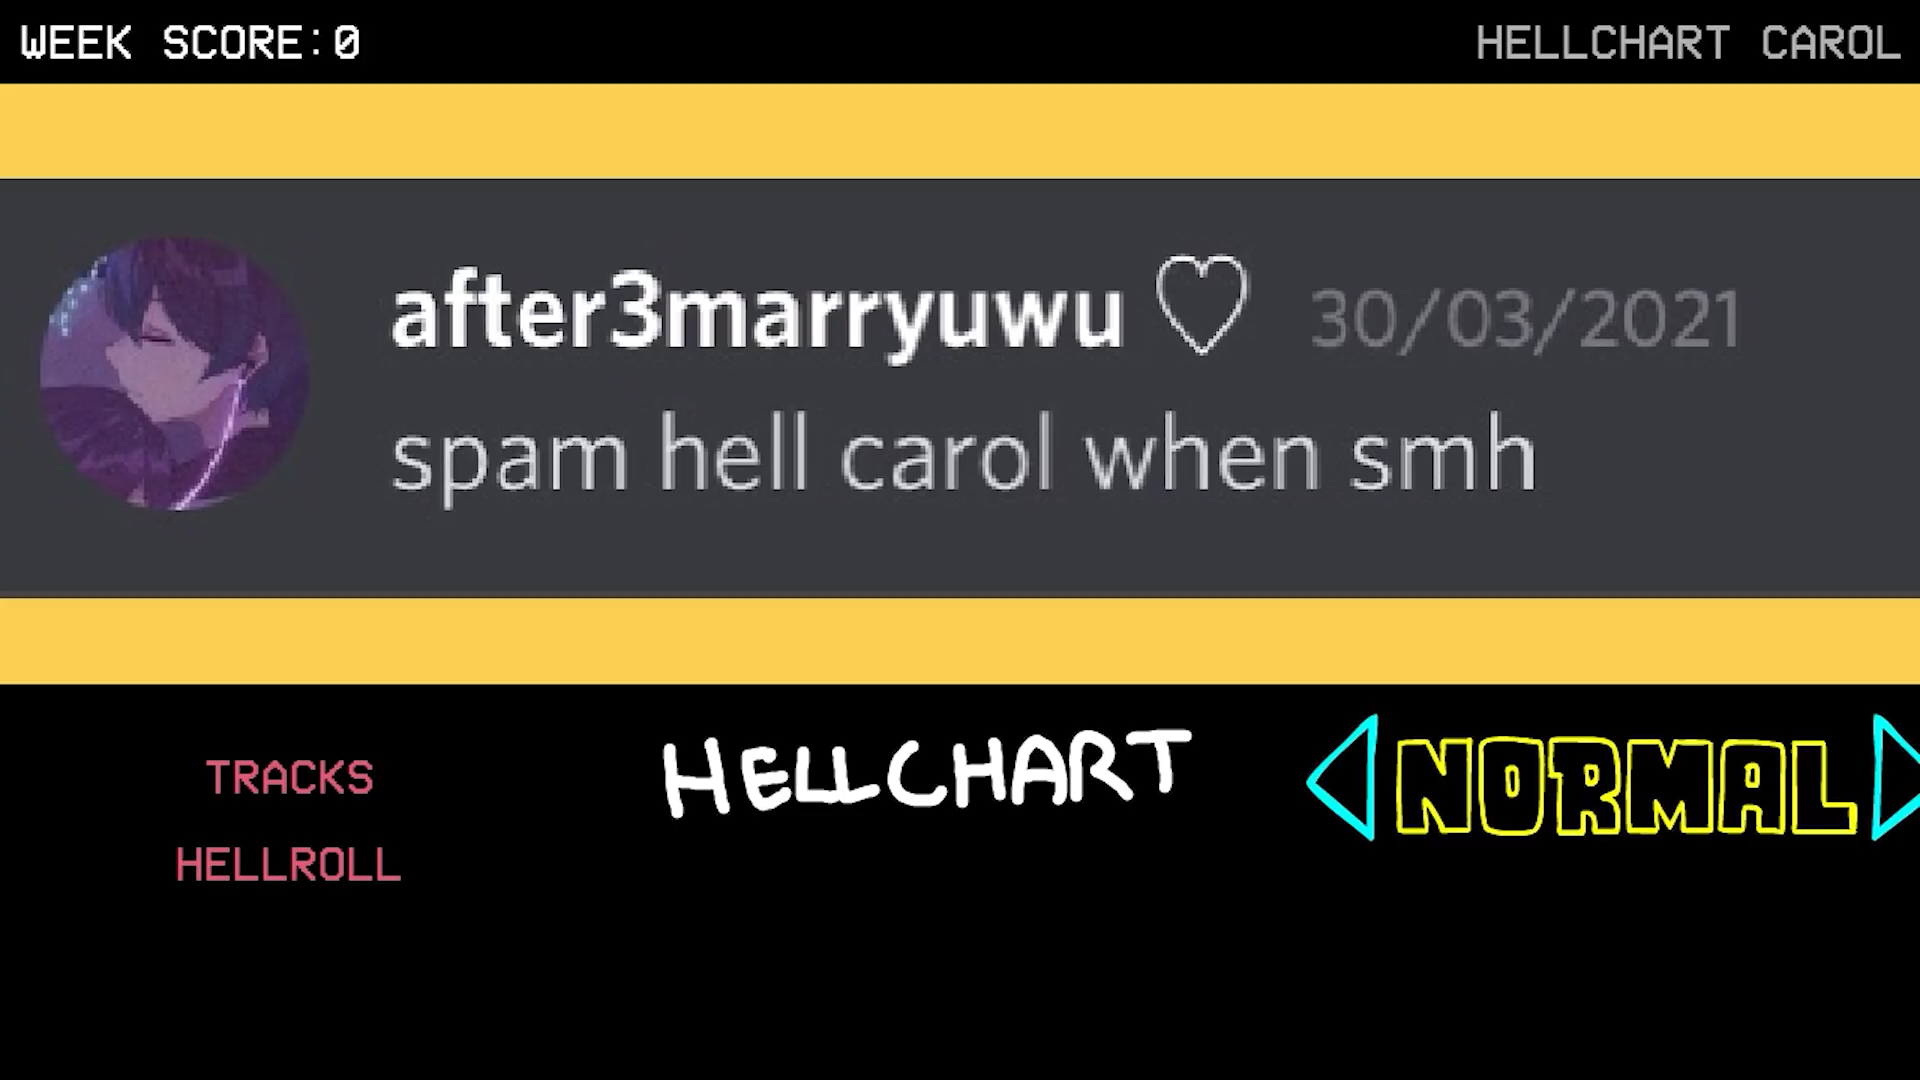 WEEK SCORE:0
HELLCHART CAROL
after3marryuwu ♡ 30/03/2021
spam hell carol when smh
HELLCHART
NORMAL
TRACKS
HELLROLL